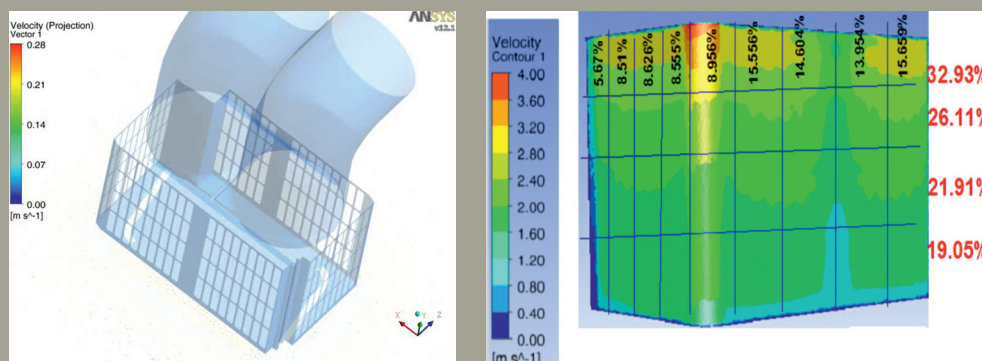 Velocity (Projection)
Vector 1
0.28
0.21
0.14
0.07
0.00
[m s^-1]
ANSYS
v12.1
X
Y
Z
Velocity
Contour 1
4.00
3.60
3.20
2.80
2.40
2.00
1.60
1.20
0.80
0.40
0.00
[m s^-1]
5.67%
8.51%
8.626%
8.555%
8.956%
15.556%
14.604%
13.954%
15.659%
32.93%
26.11%
21.91%
19.05%